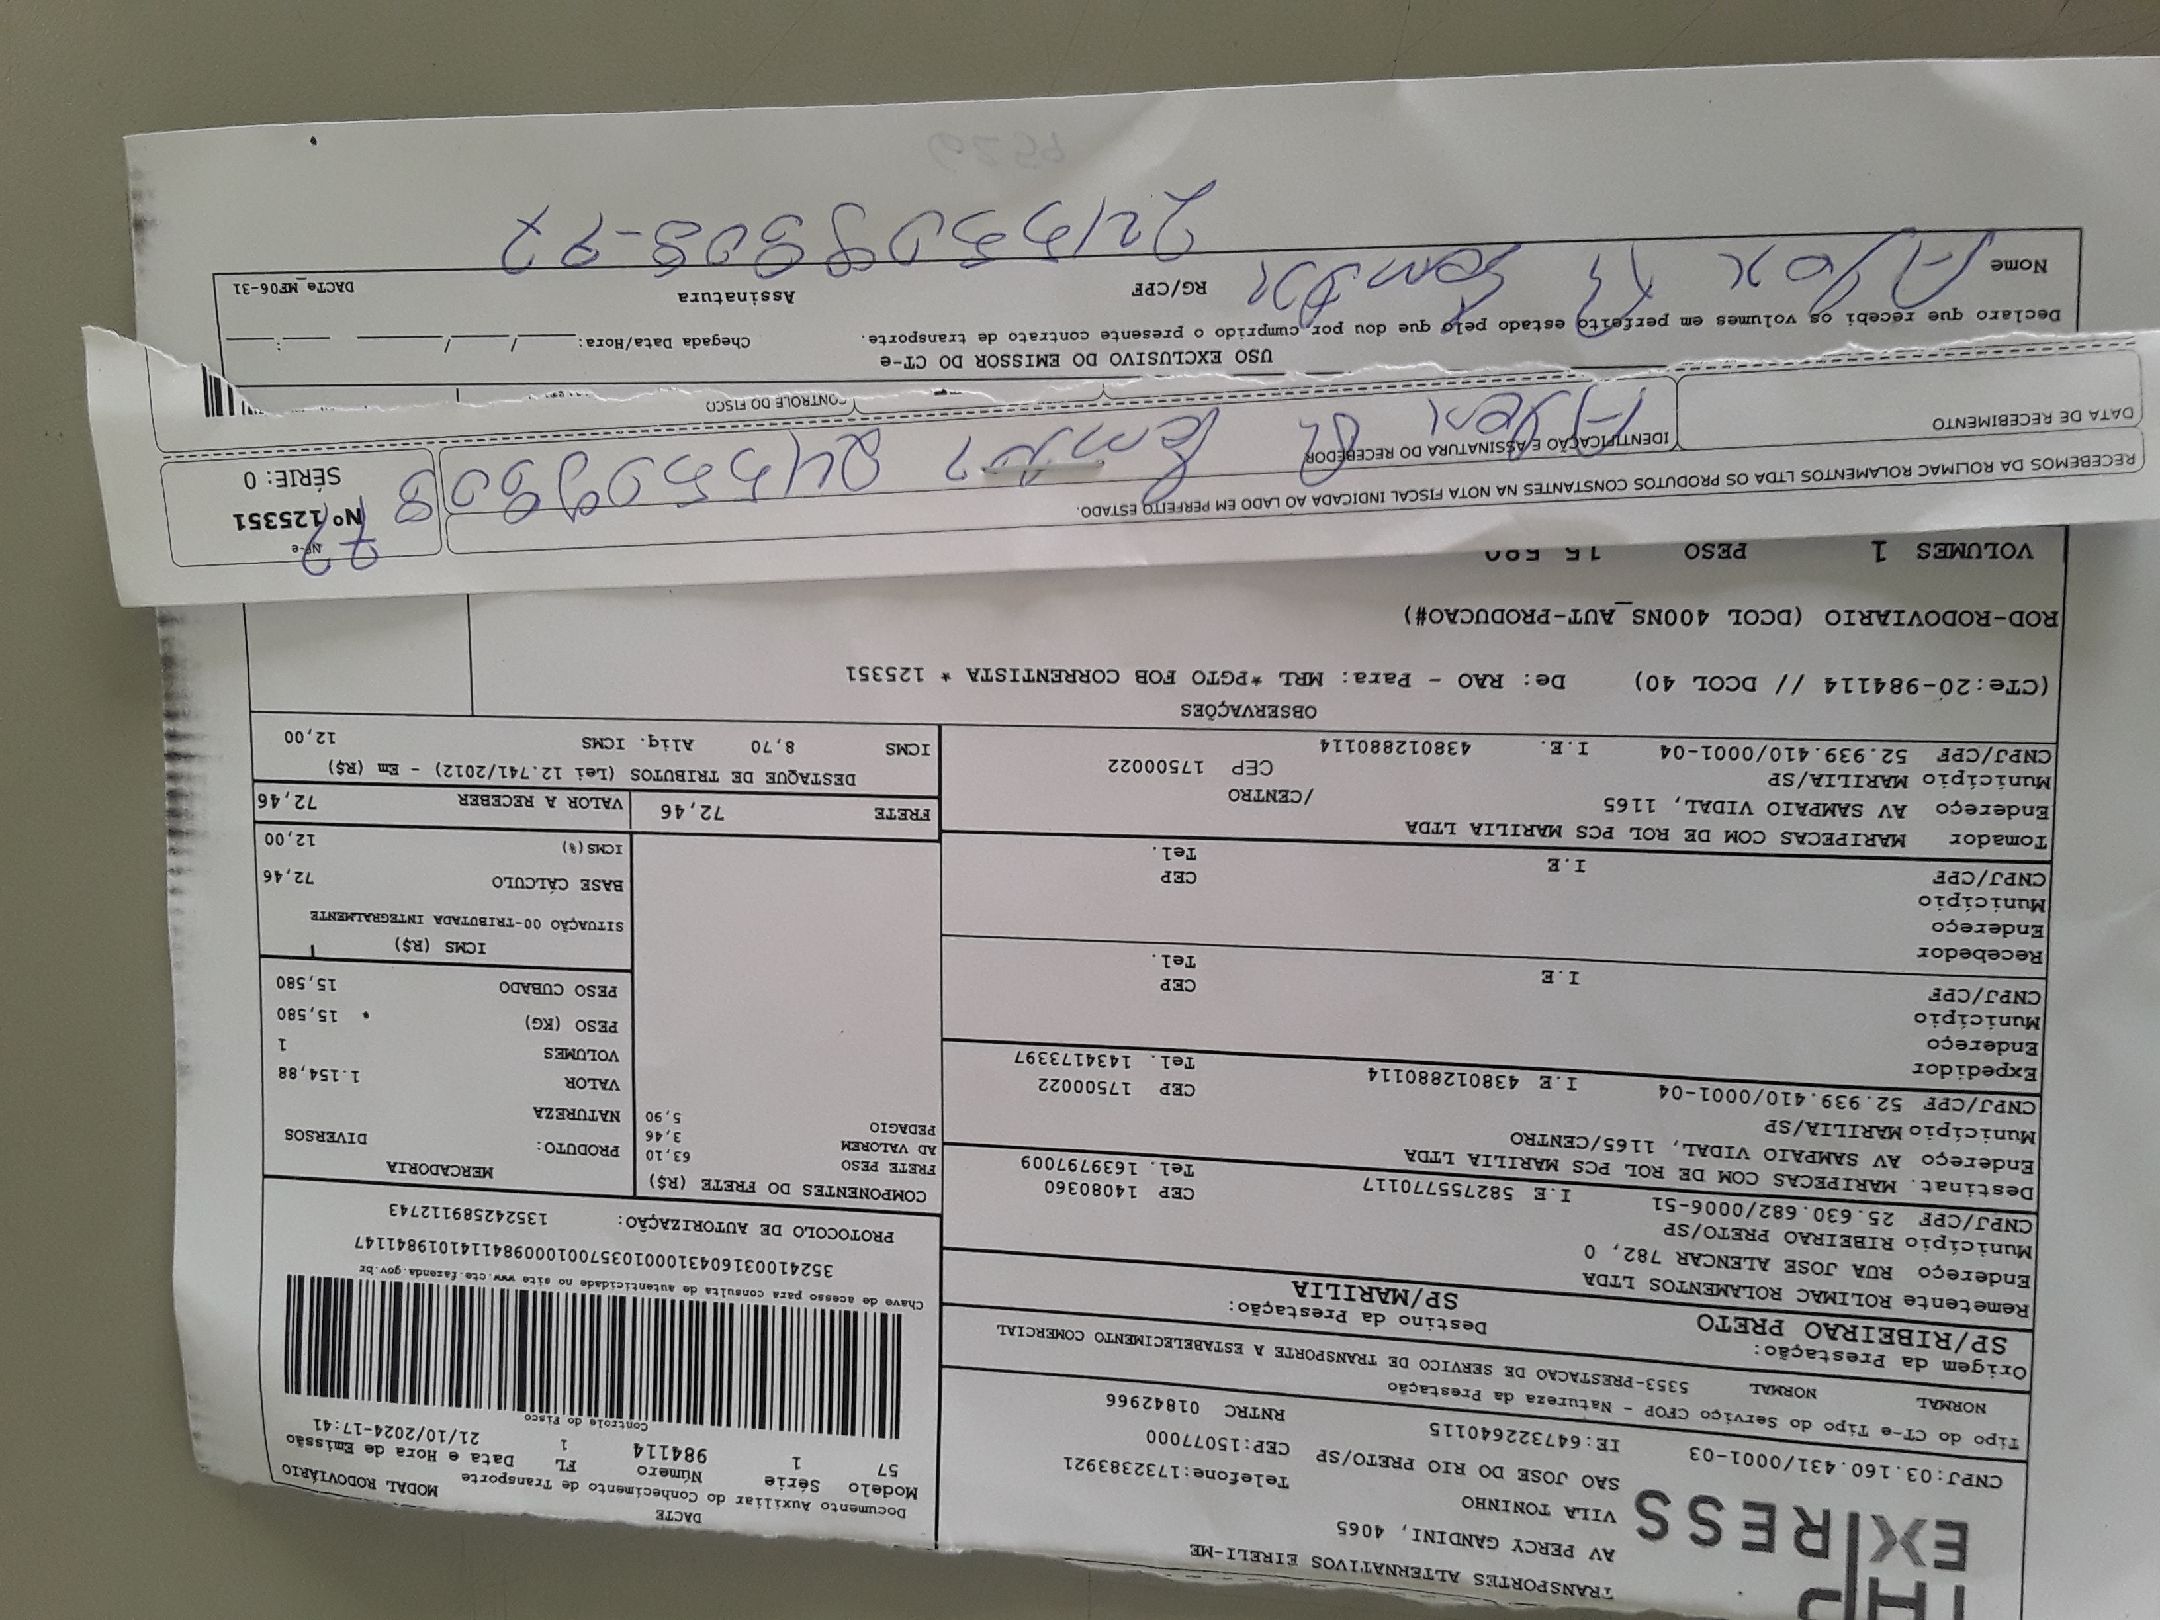 THP
EXPRESS
TRANSPORTES ALTERNATIVOS EIRELI-ME
AV PERCY GANDINI, 4065
VILA TONINHO
SAO JOSE DO RIO PRETO/SP CEP:15077000
Telefone:1732383921
CNPJ:03.160.431/0001-03 IE:647322640115 RNTRC 01842966
DACTE
Documento Auxiliar do Conhecimento de Transporte MODAL RODOVIÁRIO
Modelo Série Número FL Data e Hora de Emissão
57 1 984114 1 21/10/2024-17:41
Controle do Fisco
Chave de acesso para consulta de autenticidade no site www.cte.fazenda.gov.br
35241003160431000103570010009841141019841147
PROTOCOLO DE AUTORIZAÇÃO: 135242589112743
Tipo do CT-e Tipo do Serviço CFOP - Natureza da Prestação
NORMAL NORMAL 5353-PRESTACAO DE SERVICO DE TRANSPORTE A ESTABELECIMENTO COMERCIAL
Origem da Prestação: Destino da Prestação:
SP/RIBEIRAO PRETO SP/MARILIA
Remetente ROLIMAC ROLAMENTOS LTDA
Endereço RUA JOSE ALENCAR 782, 0
Município RIBEIRAO PRETO/SP CEP 14080360
CNPJ/CPF 25.630.682/0006-51 I.E 582755770117 Tel. 1639797009
Destinat. MARIPECAS COM DE ROL PCS MARILIA LTDA
Endereço AV SAMPAIO VIDAL, 1165/CENTRO
Município MARILIA/SP CEP 17500022
CNPJ/CPF 52.939.410/0001-04 I.E 438012880114 Tel. 1434173397
Expedidor
Endereço
Município CEP
CNPJ/CPF I.E Tel.
Recebedor
Endereço
Município CEP
CNPJ/CPF I.E Tel.
Tomador MARIPECAS COM DE ROL PCS MARILIA LTDA
Endereço AV SAMPAIO VIDAL, 1165 /CENTRO
Município MARILIA/SP CEP 17500022
CNPJ/CPF 52.939.410/0001-04 I.E. 438012880114
COMPONENTES DO FRETE (R$)
FRETE PESO 63,10
AD VALOREM 3,46
PEDAGIO 5,90
MERCADORIA
PRODUTO: DIVERSOS
NATUREZA
VALOR 1.154,88
VOLUMES 1
PESO (KG) 15,580
PESO CUBADO 15,580
ICMS (R$)
SITUAÇÃO 00-TRIBUTADA INTEGRALMENTE
BASE CÁLCULO 72,46
ICMS(%) 12,00
FRETE 72,46 VALOR A RECEBER 72,46
DESTAQUE DE TRIBUTOS (Lei 12.741/2012) - Em (R$)
ICMS 8,70 Aliq. ICMS 12,00
OBSERVAÇÕES
(CTe:20-984114 // DCOL 40) De: RAO - Para: MRL *PGTO FOB CORRENTISTA * 125351
ROD-RODOVIARIO (DCOL 400NS_AUT-PRODUCAO#)
VOLUMES 1 PESO 15,580
RECEBEMOS DA ROLIMAC ROLAMENTOS LTDA OS PRODUTOS CONSTANTES NA NOTA FISCAL INDICADA AO LADO EM PERFEITO ESTADO.
NF-e
Nº 125351
SÉRIE: 0
DATA DE RECEBIMENTO
IDENTIFICAÇÃO E ASSINATURA DO RECEBEDOR
CONTROLE DO FISCO
USO EXCLUSIVO DO EMISSOR DO CT-e
Declaro que recebi os volumes em perfeito estado pelo que dou por cumprido o presente contrato de transporte.
Chegada Data/Hora: ____/____/____ ___:___
Nome RG/CPF Assinatura DACTe_MF06-31